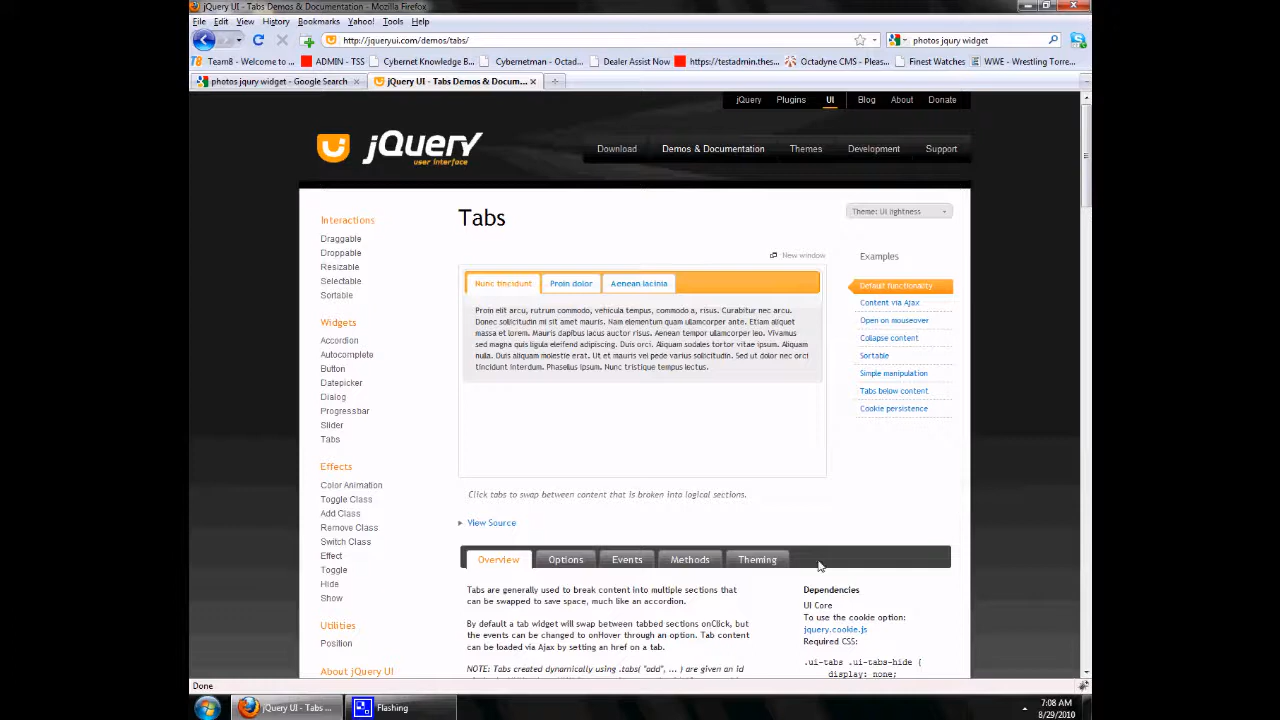 jQuery UI - Tabs Demos & Documentation - Mozilla Firefox
File Edit View History Bookmarks Yahoo! Tools Help
http://jqueryui.com/demos/tabs/
photos jqury widget
Team8 - Welcome to ... ADMIN - TSS Cybernet Knowledge B... Cybernetman - Octad... Dealer Assist Now https://testadmin.thes... Octadyne CMS - Pleas... Finest Watches WWE - Wrestling Torre...
photos jqury widget - Google Search
jQuery UI - Tabs Demos & Docum...
jQuery Plugins UI Blog About Donate
jQuery
user interface
Download Demos & Documentation Themes Development Support
Interactions
Draggable
Droppable
Resizable
Selectable
Sortable
Widgets
Accordion
Autocomplete
Button
Datepicker
Dialog
Progressbar
Slider
Tabs
Effects
Color Animation
Toggle Class
Add Class
Remove Class
Switch Class
Effect
Toggle
Hide
Show
Utilities
Position
About jQuery UI
Tabs
Theme: UI lightness
New window
Nunc tincidunt Proin dolor Aenean lacinia
Proin elit arcu, rutrum commodo, vehicula tempus, commodo a, risus. Curabitur nec arcu.
Donec sollicitudin mi sit amet mauris. Nam elementum quam ullamcorper ante. Etiam aliquet
massa et lorem. Mauris dapibus lacus auctor risus. Aenean tempor ullamcorper leo. Vivamus
sed magna quis ligula eleifend adipiscing. Duis orci. Aliquam sodales tortor vitae ipsum. Aliquam
nulla. Duis aliquam molestie erat. Ut et mauris vel pede varius sollicitudin. Sed ut dolor nec orci
tincidunt interdum. Phasellus ipsum. Nunc tristique tempus lectus.
Examples
Default functionality
Content via Ajax
Open on mouseover
Collapse content
Sortable
Simple manipulation
Tabs below content
Cookie persistence
Click tabs to swap between content that is broken into logical sections.
View Source
Overview Options Events Methods Theming
Tabs are generally used to break content into multiple sections that
can be swapped to save space, much like an accordion.
By default a tab widget will swap between tabbed sections onClick, but
the events can be changed to onHover through an option. Tab content
can be loaded via Ajax by setting an href on a tab.
NOTE: Tabs created dynamically using .tabs( "add", ... ) are given an id
Dependencies
UI Core
To use the cookie option:
jquery.cookie.js
Required CSS:
.ui-tabs .ui-tabs-hide {
display: none;
Done
jQuery UI - Tabs ... Flashing
7:08 AM
8/29/2010